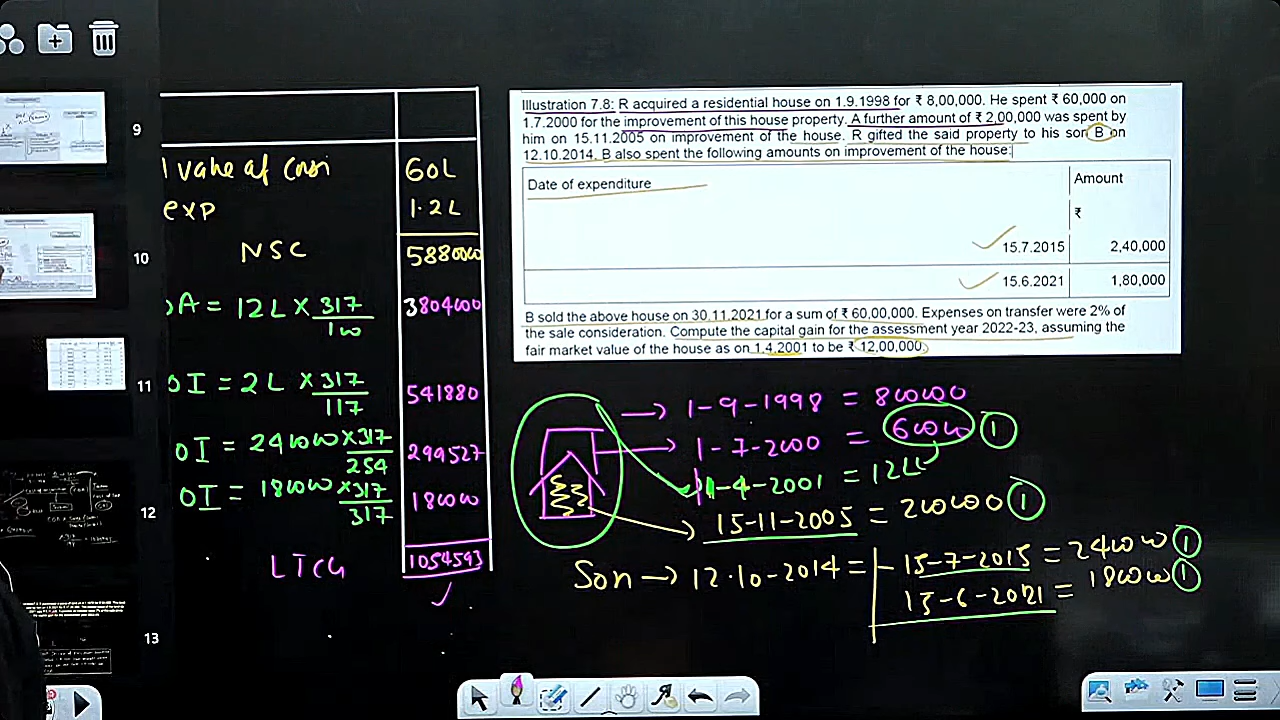 9
10
11
12
13
value of consi 60L
exp 1.2L
NSC 5880000
A = 12L × 317/100 3804000
OI = 2L × 317/117 541880
OI = 240000 × 317/254 299527
OI = 180000 × 317/317 180000
LTCG 1054593
Illustration 7.8: R acquired a residential house on 1.9.1998 for ₹ 8,00,000. He spent ₹ 60,000 on
1.7.2000 for the improvement of this house property. A further amount of ₹ 2,00,000 was spent by
him on 15.11.2005 on improvement of the house. R gifted the said property to his son B on
12.10.2014. B also spent the following amounts on improvement of the house:
Date of expenditure Amount
₹
15.7.2015 2,40,000
15.6.2021 1,80,000
B sold the above house on 30.11.2021 for a sum of ₹ 60,00,000. Expenses on transfer were 2% of
the sale consideration. Compute the capital gain for the assessment year 2022-23, assuming the
fair market value of the house as on 1.4.2001 to be ₹ 12,00,000.
→ 1-9-1998 = 800000
→ 1-7-2000 = 60000 ①
1-4-2001 = 12L
→ 15-11-2005 = 200000 ①
Son → 12-10-2014 = 15-7-2015 = 240000 ①
15-6-2021 = 180000 ①